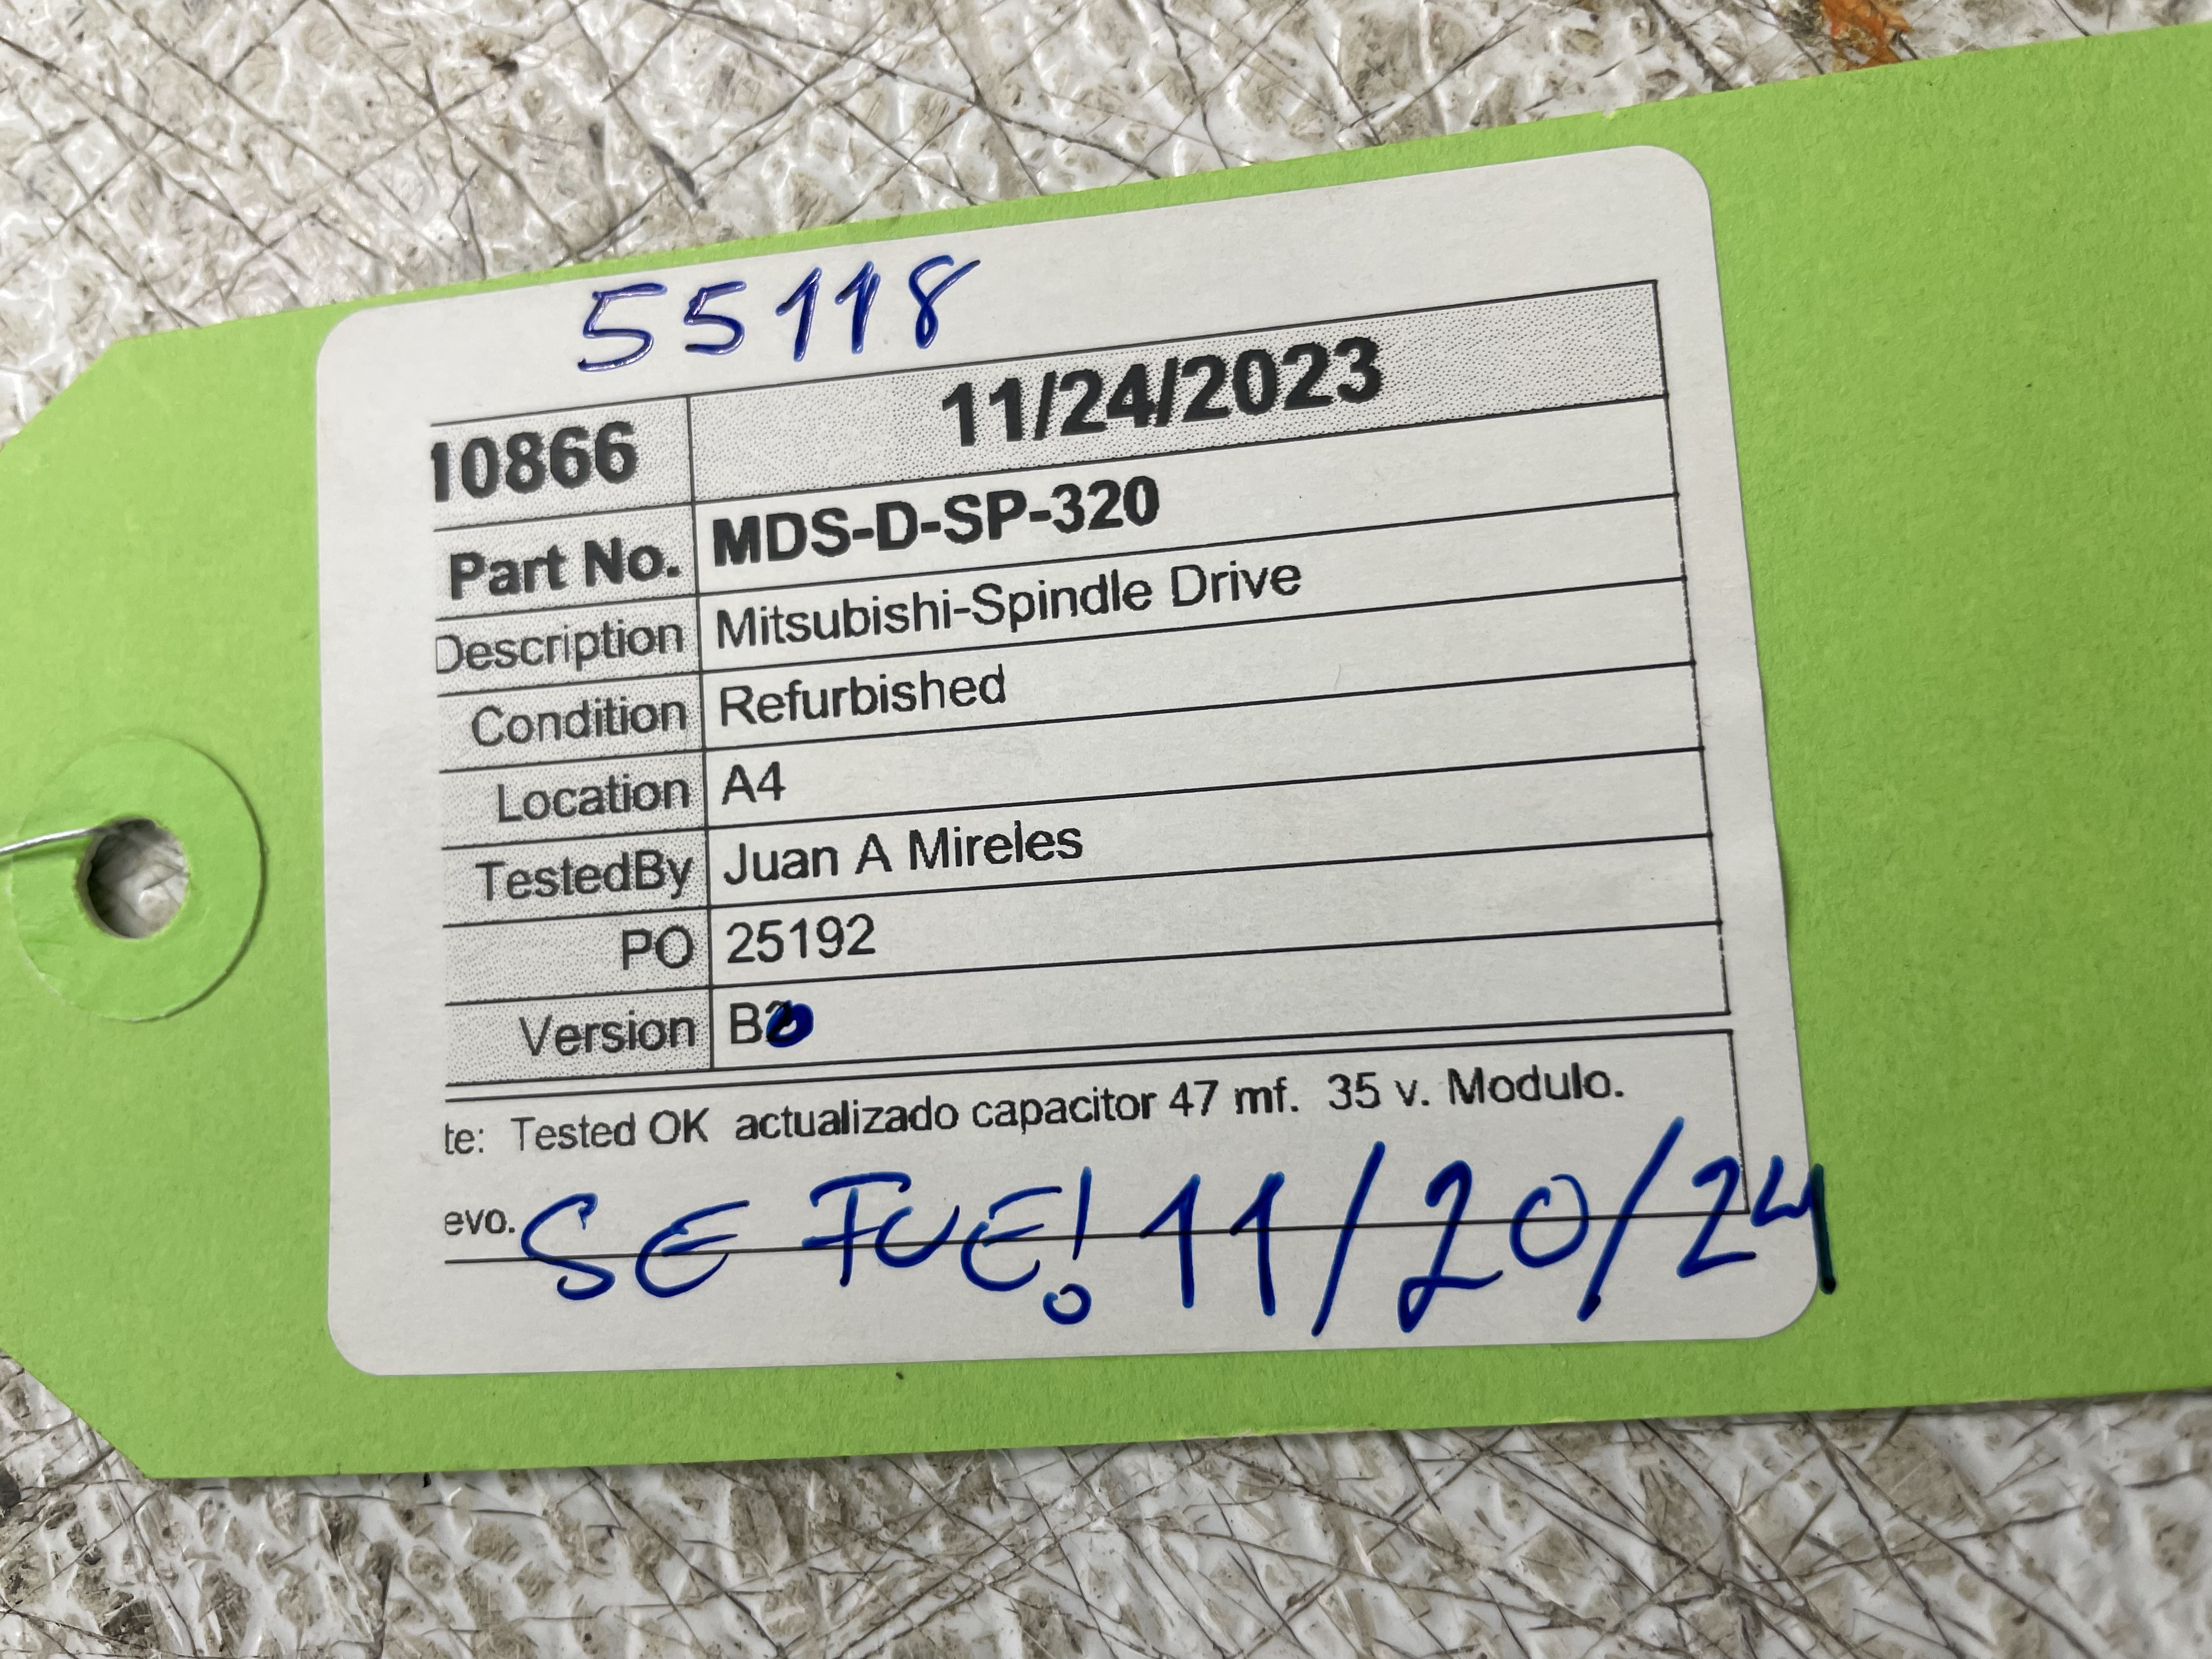 55118
10866 11/24/2023
Part No. MDS-D-SP-320
Description Mitsubishi-Spindle Drive
Condition Refurbished
Location A4
TestedBy Juan A Mireles
PO 25192
Version B
te: Tested OK actualizado capacitor 47 mf. 35 v. Modulo.
evo. SE FUE! 11/20/24